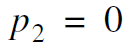 p₂ = 0